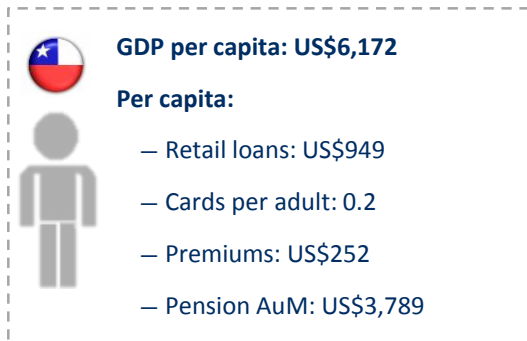 GDP per capita: US$6,172
Per capita:
— Retail loans: US$949
— Cards per adult: 0.2
— Premiums: US$252
— Pension AuM: US$3,789